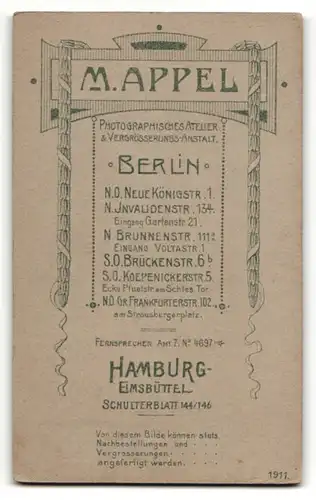 M. APPEL
PHOTOGRAPHISCHES ATELIER
& VERGRÖSSERUNGS-ANSTALT.
BERLIN
N.O. NEUE KÖNIGSTR. 1.
N. JNVALIDENSTR. 134.
Eingang Gartenstr. 21.
N. BRUNNENSTR. 111a
EINGANG VOLTASTR. 1.
S.O. BRÜCKENSTR. 6b
S.O. KOEPENICKERSTR. 5.
Ecke Pfuelstr. am Schles. Tor.
N.O. GR. FRANKFURTERSTR. 102
am Straussbergerplatz.
FERNSPRECHER AMT 7. No 4697
HAMBURG-
EIMSBÜTTEL
SCHULTERBLATT 144/146
Von diesem Bilde können stets
Nachbestellungen und
Vergrösserungen
angefertigt werden.
1911